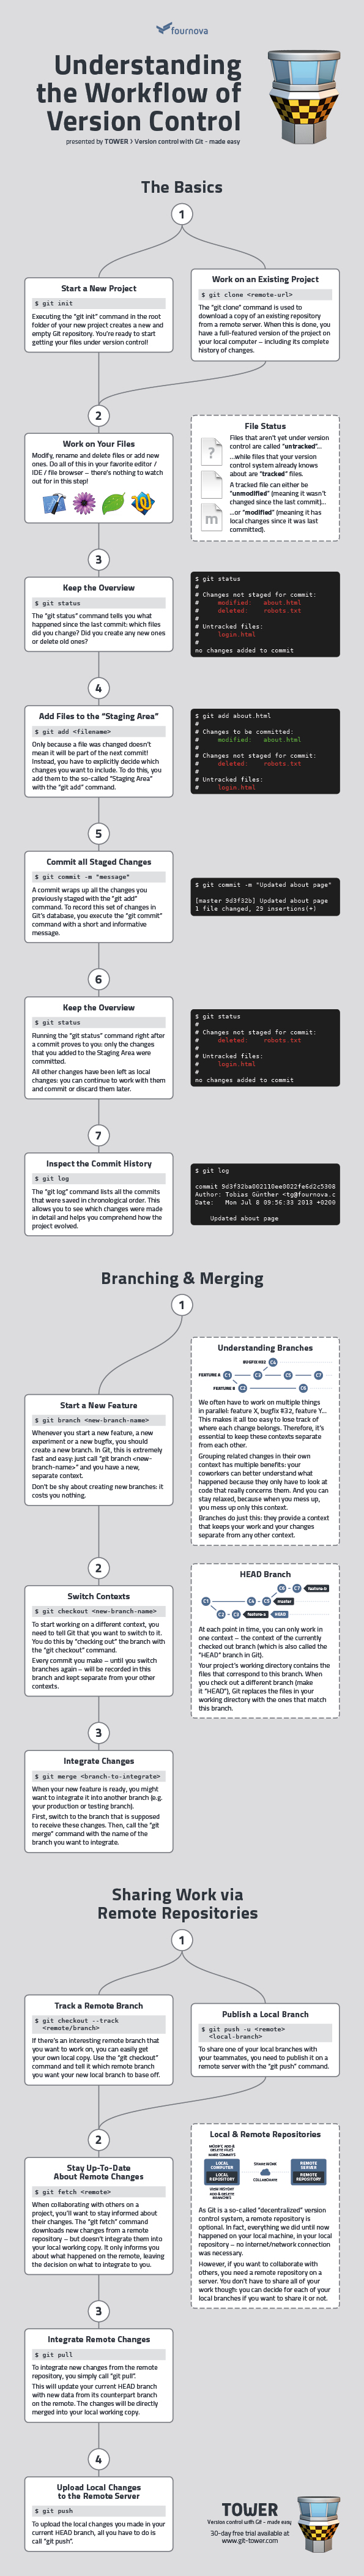 fournova
Understanding
the Workflow of
Version Control
presented by TOWER > Version control with Git - made easy
The Basics
1
Start a New Project
$ git init
Executing the "git init" command in the root
folder of your new project creates a new and
empty Git repository. You're ready to start
getting your files under version control!
Work on an Existing Project
$ git clone <remote-url>
The "git clone" command is used to
download a copy of an existing repository
from a remote server. When this is done, you
have a full-featured version of the project on
your local computer – including its complete
history of changes.
2
Work on Your Files
Modify, rename and delete files or add new
ones. Do all of this in your favorite editor /
IDE / file browser – there's nothing to watch
out for in this step!
File Status
?
Files that aren't yet under version
control are called "untracked"...
...while files that your version
control system already knows
about are "tracked" files.
A tracked file can either be
"unmodified" (meaning it wasn't
changed since the last commit)...
m
...or "modified" (meaning it has
local changes since it was last
committed).
3
Keep the Overview
$ git status
The "git status" command tells you what
happened since the last commit: which files
did you change? Did you create any new ones
or delete old ones?
$ git status
#
# Changes not staged for commit:
# modified: about.html
# deleted: robots.txt
#
# Untracked files:
# login.html
#
no changes added to commit
4
Add Files to the "Staging Area"
$ git add <filename>
Only because a file was changed doesn't
mean it will be part of the next commit!
Instead, you have to explicitly decide which
changes you want to include. To do this, you
add them to the so-called "Staging Area"
with the "git add" command.
$ git add about.html
#
# Changes to be committed:
# modified: about.html
#
# Changes not staged for commit:
# deleted: robots.txt
#
# Untracked files:
# login.html
5
Commit all Staged Changes
$ git commit -m "message"
A commit wraps up all the changes you
previously staged with the "git add"
command. To record this set of changes in
Git's database, you execute the "git commit"
command with a short and informative
message.
$ git commit -m "Updated about page"
[master 9d3f32b] Updated about page
1 file changed, 29 insertions(+)
6
Keep the Overview
$ git status
Running the "git status" command right after
a commit proves to you: only the changes
that you added to the Staging Area were
committed.
All other changes have been left as local
changes: you can continue to work with them
and commit or discard them later.
$ git status
#
# Changes not staged for commit:
# deleted: robots.txt
#
# Untracked files:
# login.html
#
no changes added to commit
7
Inspect the Commit History
$ git log
The "git log" command lists all the commits
that were saved in chronological order. This
allows you to see which changes were made
in detail and helps you comprehend how the
project evolved.
$ git log
commit 9d3f32ba002110ee0022fe6d2c5308
Author: Tobias Günther <tg@fournova.c
Date: Mon Jul 8 09:56:33 2013 +0200
Updated about page
Branching & Merging
1
Start a New Feature
$ git branch <new-branch-name>
Whenever you start a new feature, a new
experiment or a new bugfix, you should
create a new branch. In Git, this is extremely
fast and easy: just call "git branch <new-
branch-name>" and you have a new,
separate context.
Don't be shy about creating new branches: it
costs you nothing.
Understanding Branches
BUGFIX #32 C4
FEATURE A C1 C3 C5 C7
FEATURE B C2 C6
We often have to work on multiple things
in parallel: feature X, bugfix #32, feature Y...
This makes it all too easy to lose track of
where each change belongs. Therefore, it's
essential to keep these contexts separate
from each other.
Grouping related changes in their own
context has multiple benefits: your
coworkers can better understand what
happened because they only have to look at
code that really concerns them. And you can
stay relaxed, because when you mess up,
you mess up only this context.
Branches do just this: they provide a context
that keeps your work and your changes
separate from any other context.
2
Switch Contexts
$ git checkout <new-branch-name>
To start working on a different context, you
need to tell Git that you want to switch to it.
You do this by "checking out" the branch with
the "git checkout" command.
Every commit you make – until you switch
branches again – will be recorded in this
branch and kept separate from your other
contexts.
HEAD Branch
C6 C7 feature-b
C1 C4 C5 master
C2 C3 feature-a HEAD
At each point in time, you can only work in
one context – the context of the currently
checked out branch (which is also called the
"HEAD" branch in Git).
Your project's working directory contains the
files that correspond to this branch. When
you check out a different branch (make
it "HEAD"), Git replaces the files in your
working directory with the ones that match
this branch.
3
Integrate Changes
$ git merge <branch-to-integrate>
When your new feature is ready, you might
want to integrate it into another branch (e.g.
your production or testing branch).
First, switch to the branch that is supposed
to receive these changes. Then, call the "git
merge" command with the name of the
branch you want to integrate.
Sharing Work via
Remote Repositories
1
Track a Remote Branch
$ git checkout --track
<remote/branch>
If there's an interesting remote branch that
you want to work on, you can easily get
your own local copy. Use the "git checkout"
command and tell it which remote branch
you want your new local branch to base off.
Publish a Local Branch
$ git push -u <remote>
<local-branch>
To share one of your local branches with
your teammates, you need to publish it on a
remote server with the "git push" command.
2
Stay Up-To-Date
About Remote Changes
$ git fetch <remote>
When collaborating with others on a
project, you'll want to stay informed about
their changes. The "git fetch" command
downloads new changes from a remote
repository – but doesn't integrate them into
your local working copy. It only informs you
about what happened on the remote, leaving
the decision on what to integrate to you.
Local & Remote Repositories
MODIFY, ADD &
DELETE FILES
MAKE COMMITS
LOCAL
COMPUTER
LOCAL
REPOSITORY
VIEW HISTORY
ADD & DELETE
BRANCHES
SHARE WORK
COLLABORATE
REMOTE
SERVER
REMOTE
REPOSITORY
As Git is a so-called "decentralized" version
control system, a remote repository is
optional. In fact, everything we did until now
happened on your local machine, in your local
repository – no internet/network connection
was necessary.
However, if you want to collaborate with
others, you need a remote repository on a
server. You don't have to share all of your
work though: you can decide for each of your
local branches if you want to share it or not.
3
Integrate Remote Changes
$ git pull
To integrate new changes from the remote
repository, you simply call "git pull".
This will update your current HEAD branch
with new data from its counterpart branch
on the remote. The changes will be directly
merged into your local working copy.
4
Upload Local Changes
to the Remote Server
$ git push
To upload the local changes you made in your
current HEAD branch, all you have to do is
call "git push".
TOWER
Version control with Git - made easy
30-day free trial available at
www.git-tower.com